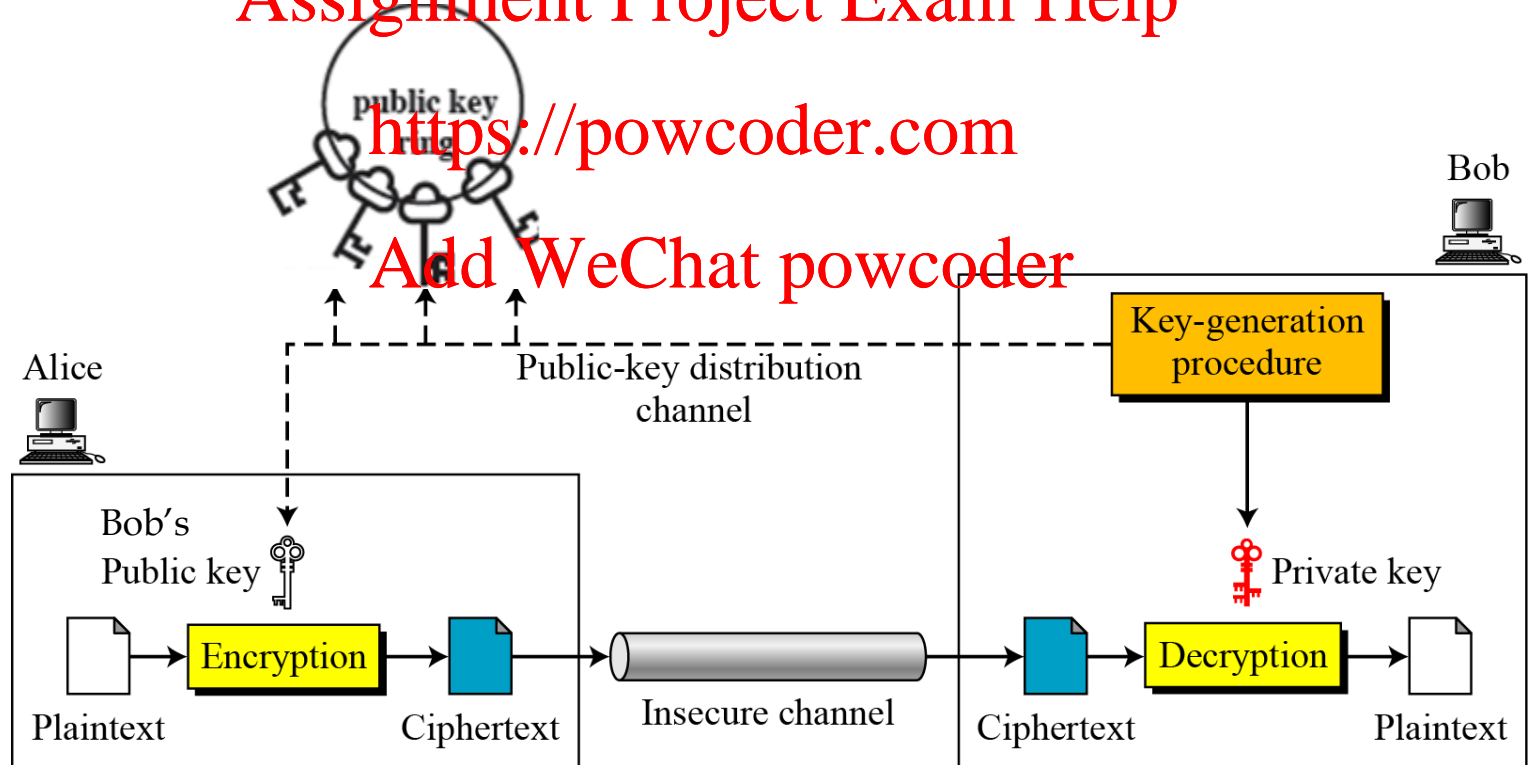 Assignment Project Exam Help
public key
ring
https://powcoder.com
Add WeChat powcoder
Bob
Key-generation
procedure
Alice
Public-key distribution
channel
Bob’s
Public key
Private key
Encryption
Decryption
Plaintext
Ciphertext
Insecure channel
Ciphertext
Plaintext